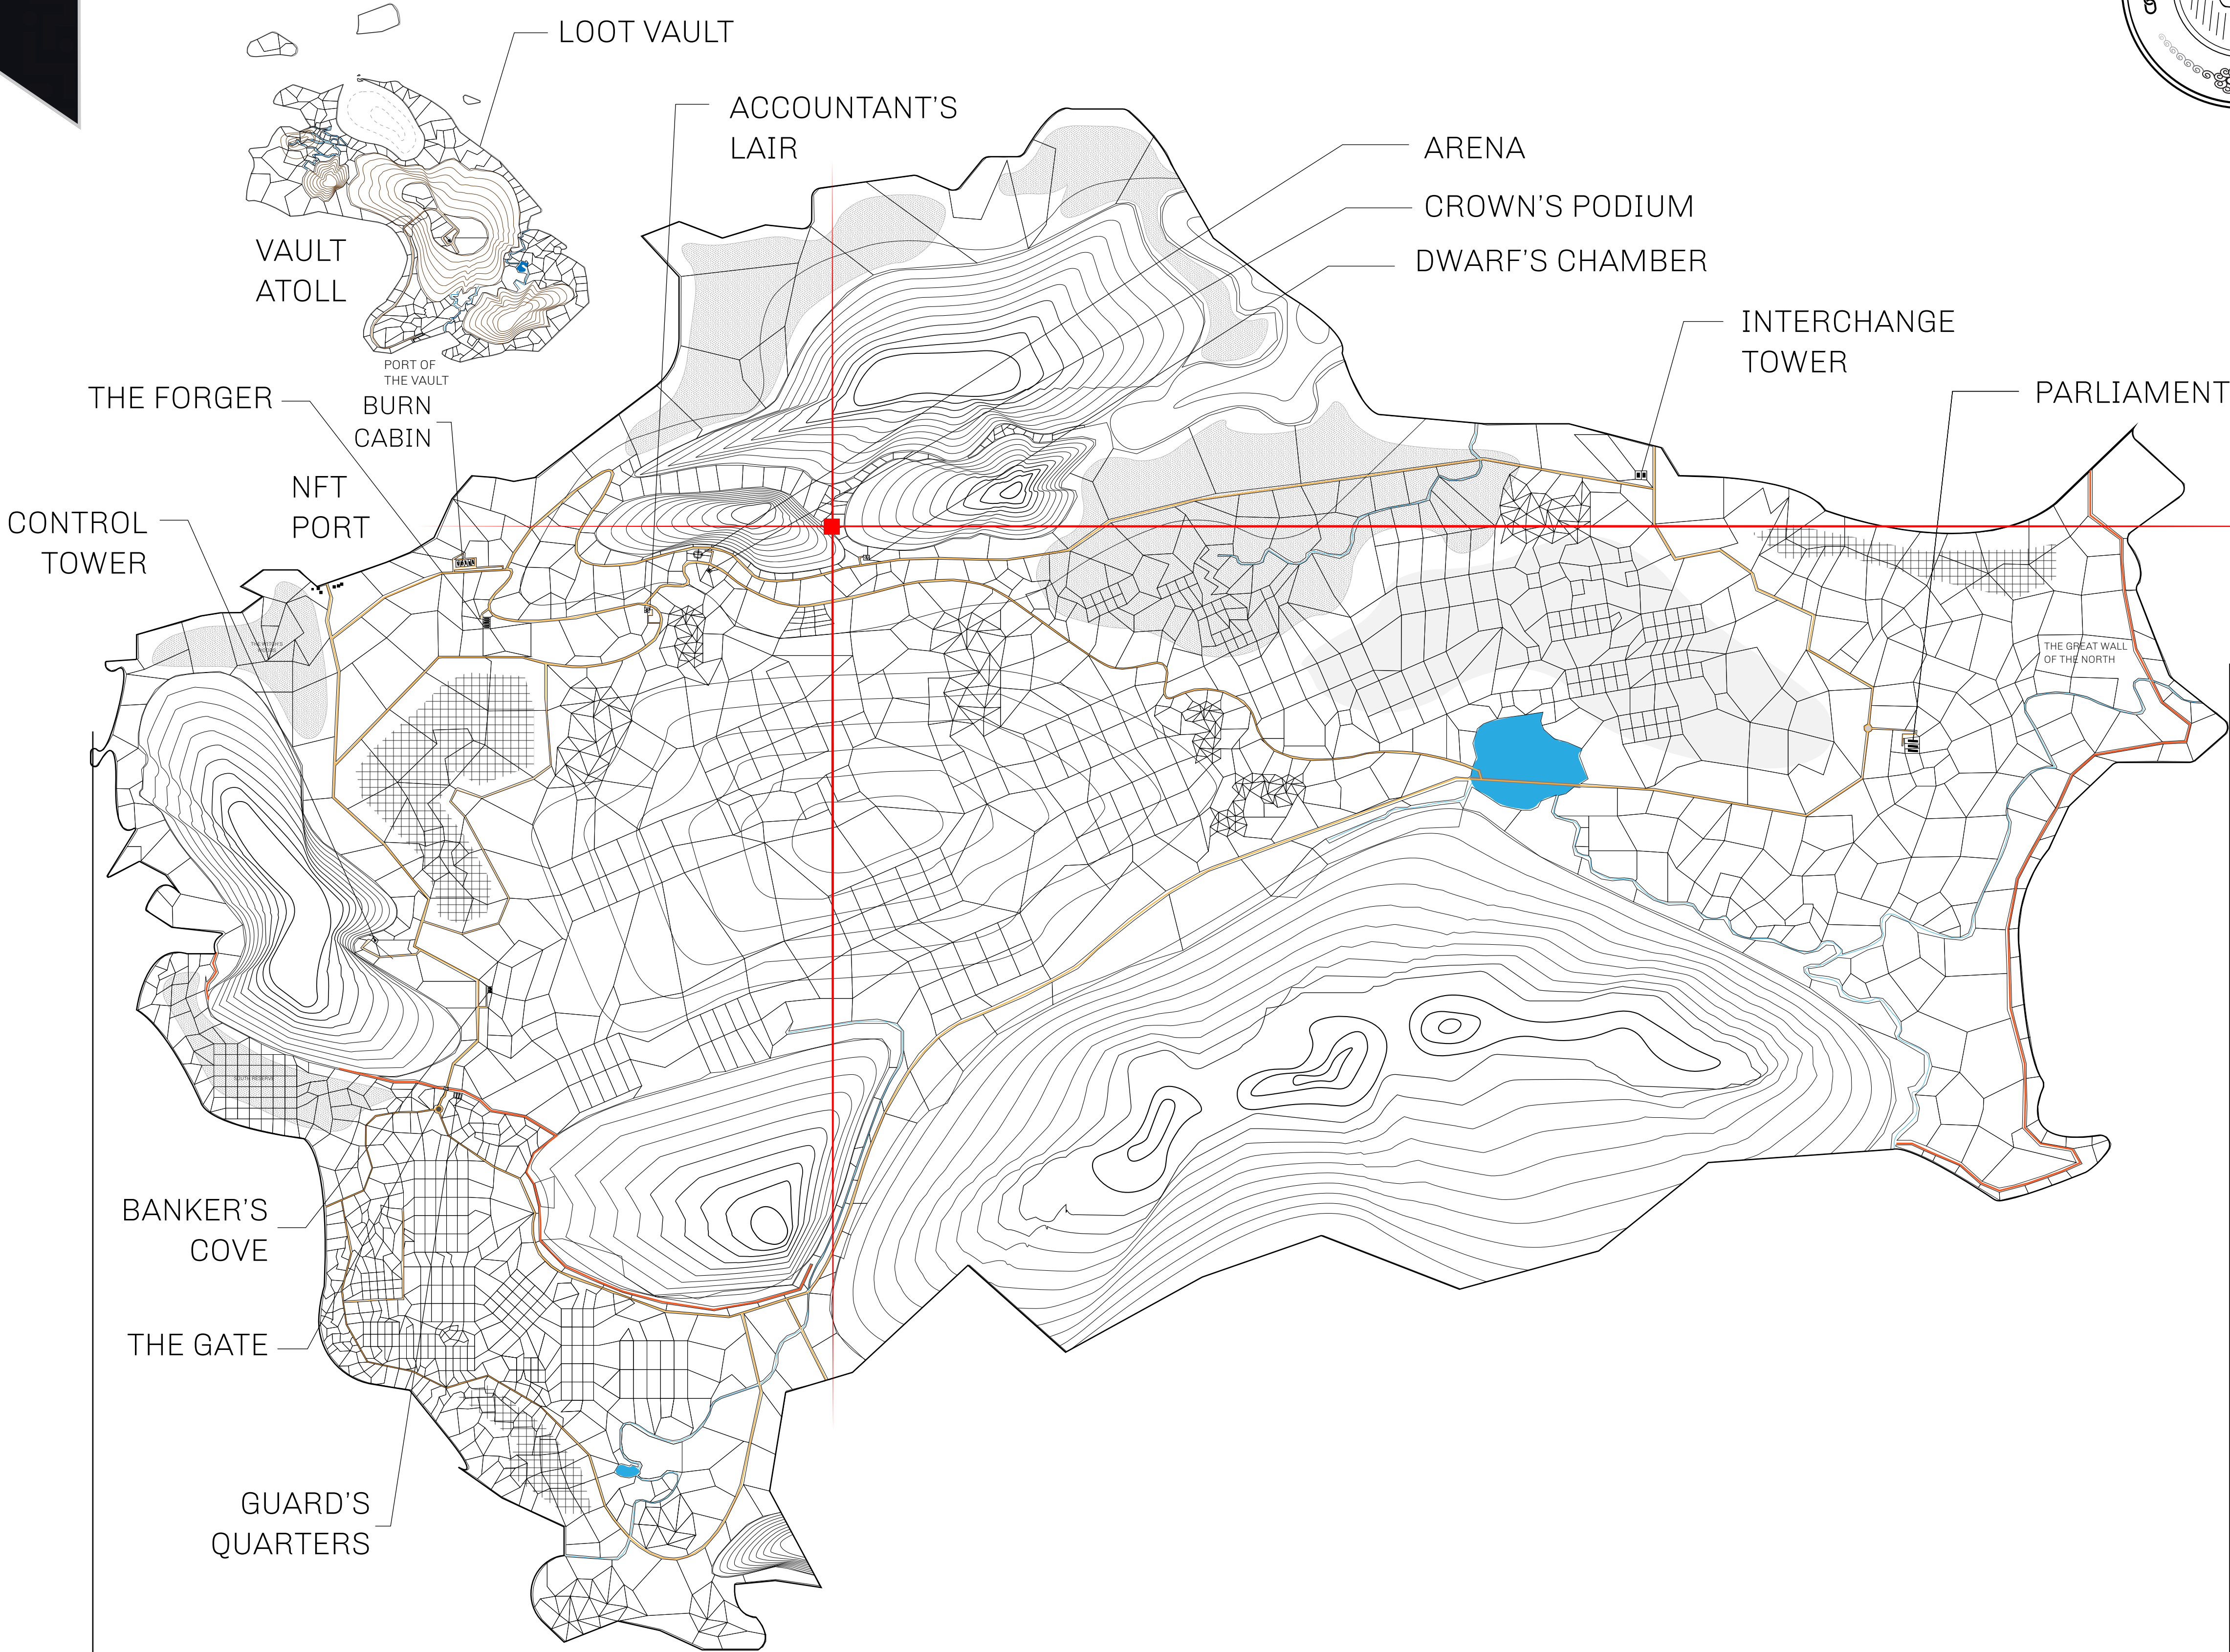 LOOT VAULT
ACCOUNTANT'S
LAIR
ARENA
CROWN'S PODIUM
DWARF'S CHAMBER
VAULT
ATOLL
INTERCHANGE
TOWER
PORT OF
THE VAULT
PARLIAMENT
THE FORGER
BURN
CABIN
NFT
PORT
CONTROL
TOWER
THE GREAT WALL
OF THE NORTH
SOUTH RESERVE
BANKER'S
COVE
THE GATE
GUARD'S
QUARTERS